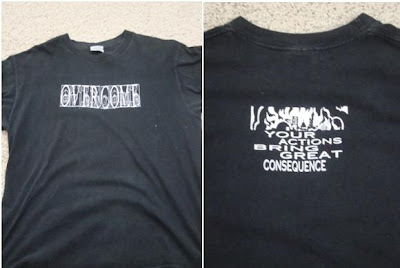 OVERCOME
YOUR
ACTIONS
BRING
GREAT
CONSEQUENCE